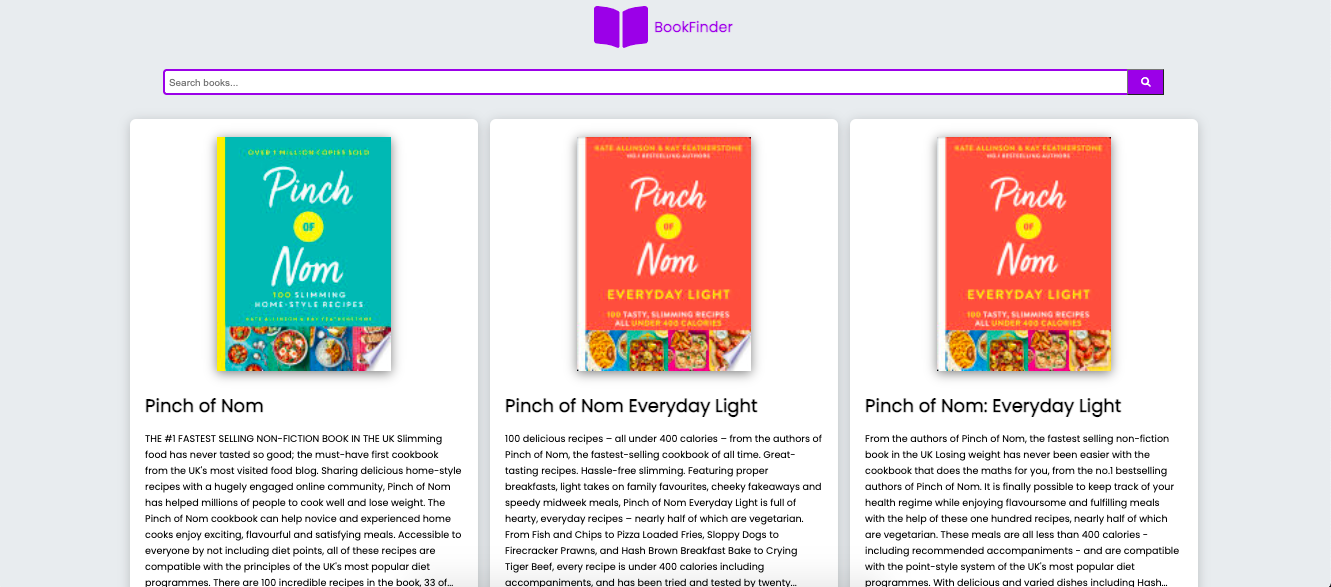 BookFinder
Search books...
OVER 1 MILLION COPIES SOLD
Pinch
OF
Nom
100 SLIMMING
HOME-STYLE RECIPES
KATE ALLINSON & KAY FEATHERSTONE
KATE ALLINSON & KAY FEATHERSTONE
NO.1 BESTSELLING AUTHORS
Pinch
OF
Nom
EVERYDAY LIGHT
100 TASTY, SLIMMING RECIPES
ALL UNDER 400 CALORIES
KATE ALLINSON & KAY FEATHERSTONE
NO.1 BESTSELLING AUTHORS
Pinch
OF
Nom
EVERYDAY LIGHT
100 TASTY, SLIMMING RECIPES
ALL UNDER 400 CALORIES
Pinch of Nom
THE #1 FASTEST SELLING NON-FICTION BOOK IN THE UK Slimming
food has never tasted so good; the must-have first cookbook
from the UK's most visited food blog. Sharing delicious home-style
recipes with a hugely engaged online community, Pinch of Nom
has helped millions of people to cook well and lose weight. The
Pinch of Nom cookbook can help novice and experienced home
cooks enjoy exciting, flavourful and satisfying meals. Accessible to
everyone by not including diet points, all of these recipes are
compatible with the principles of the UK's most popular diet
programmes. There are 100 incredible recipes in the book, 33 of...
Pinch of Nom Everyday Light
100 delicious recipes – all under 400 calories – from the authors of
Pinch of Nom, the fastest-selling cookbook of all time. Great-
tasting recipes. Hassle-free slimming. Featuring proper
breakfasts, light takes on family favourites, cheeky fakeaways and
speedy midweek meals, Pinch of Nom Everyday Light is full of
hearty, everyday recipes – nearly half of which are vegetarian.
From Fish and Chips to Pizza Loaded Fries, Sloppy Dogs to
Firecracker Prawns, and Hash Brown Breakfast Bake to Crying
Tiger Beef, every recipe is under 400 calories including
accompaniments, and has been tried and tested by twenty...
Pinch of Nom: Everyday Light
From the authors of Pinch of Nom, the fastest selling non-fiction
book in the UK Losing weight has never been easier with the
cookbook that does the maths for you, from the no.1 bestselling
authors of Pinch of Nom. It is finally possible to keep track of your
health regime while enjoying flavoursome and fulfilling meals
with the help of these one hundred recipes, nearly half of which
are vegetarian. These meals are all less than 400 calories -
including recommended accompaniments - and are compatible
with the point-style system of the UK's most popular diet
programmes. With delicious and varied dishes including Hash...